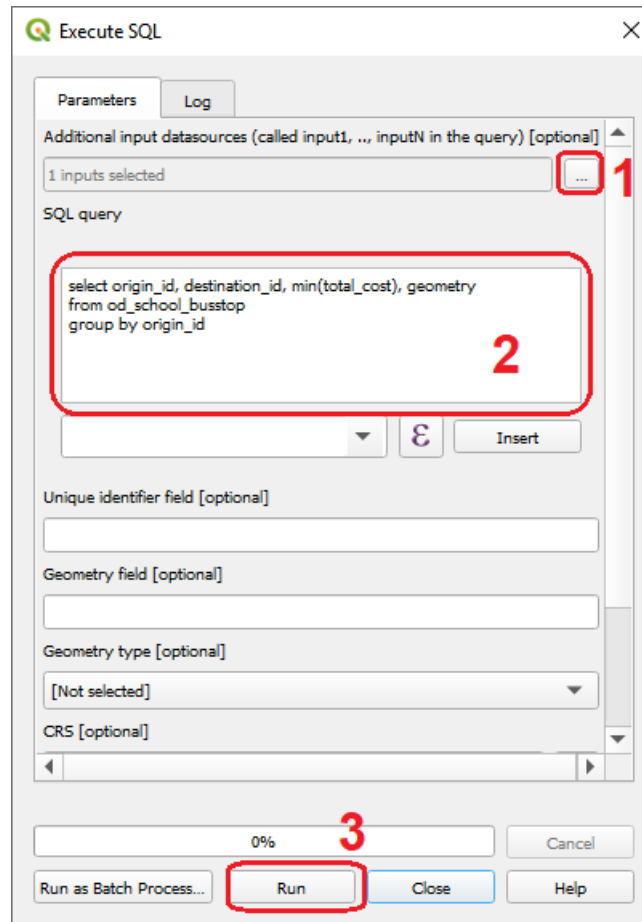 Execute SQL
Parameters
Log
Additional input datasources (called input1, .., inputN in the query) [optional]
1 inputs selected
...
1
SQL query
select origin_id, destination_id, min(total_cost), geometry
from od_school_busstop
group by origin_id
2
ε
Insert
Unique identifier field [optional]
Geometry field [optional]
Geometry type [optional]
[Not selected]
CRS [optional]
0%
3
Cancel
Run as Batch Process...
Run
Close
Help